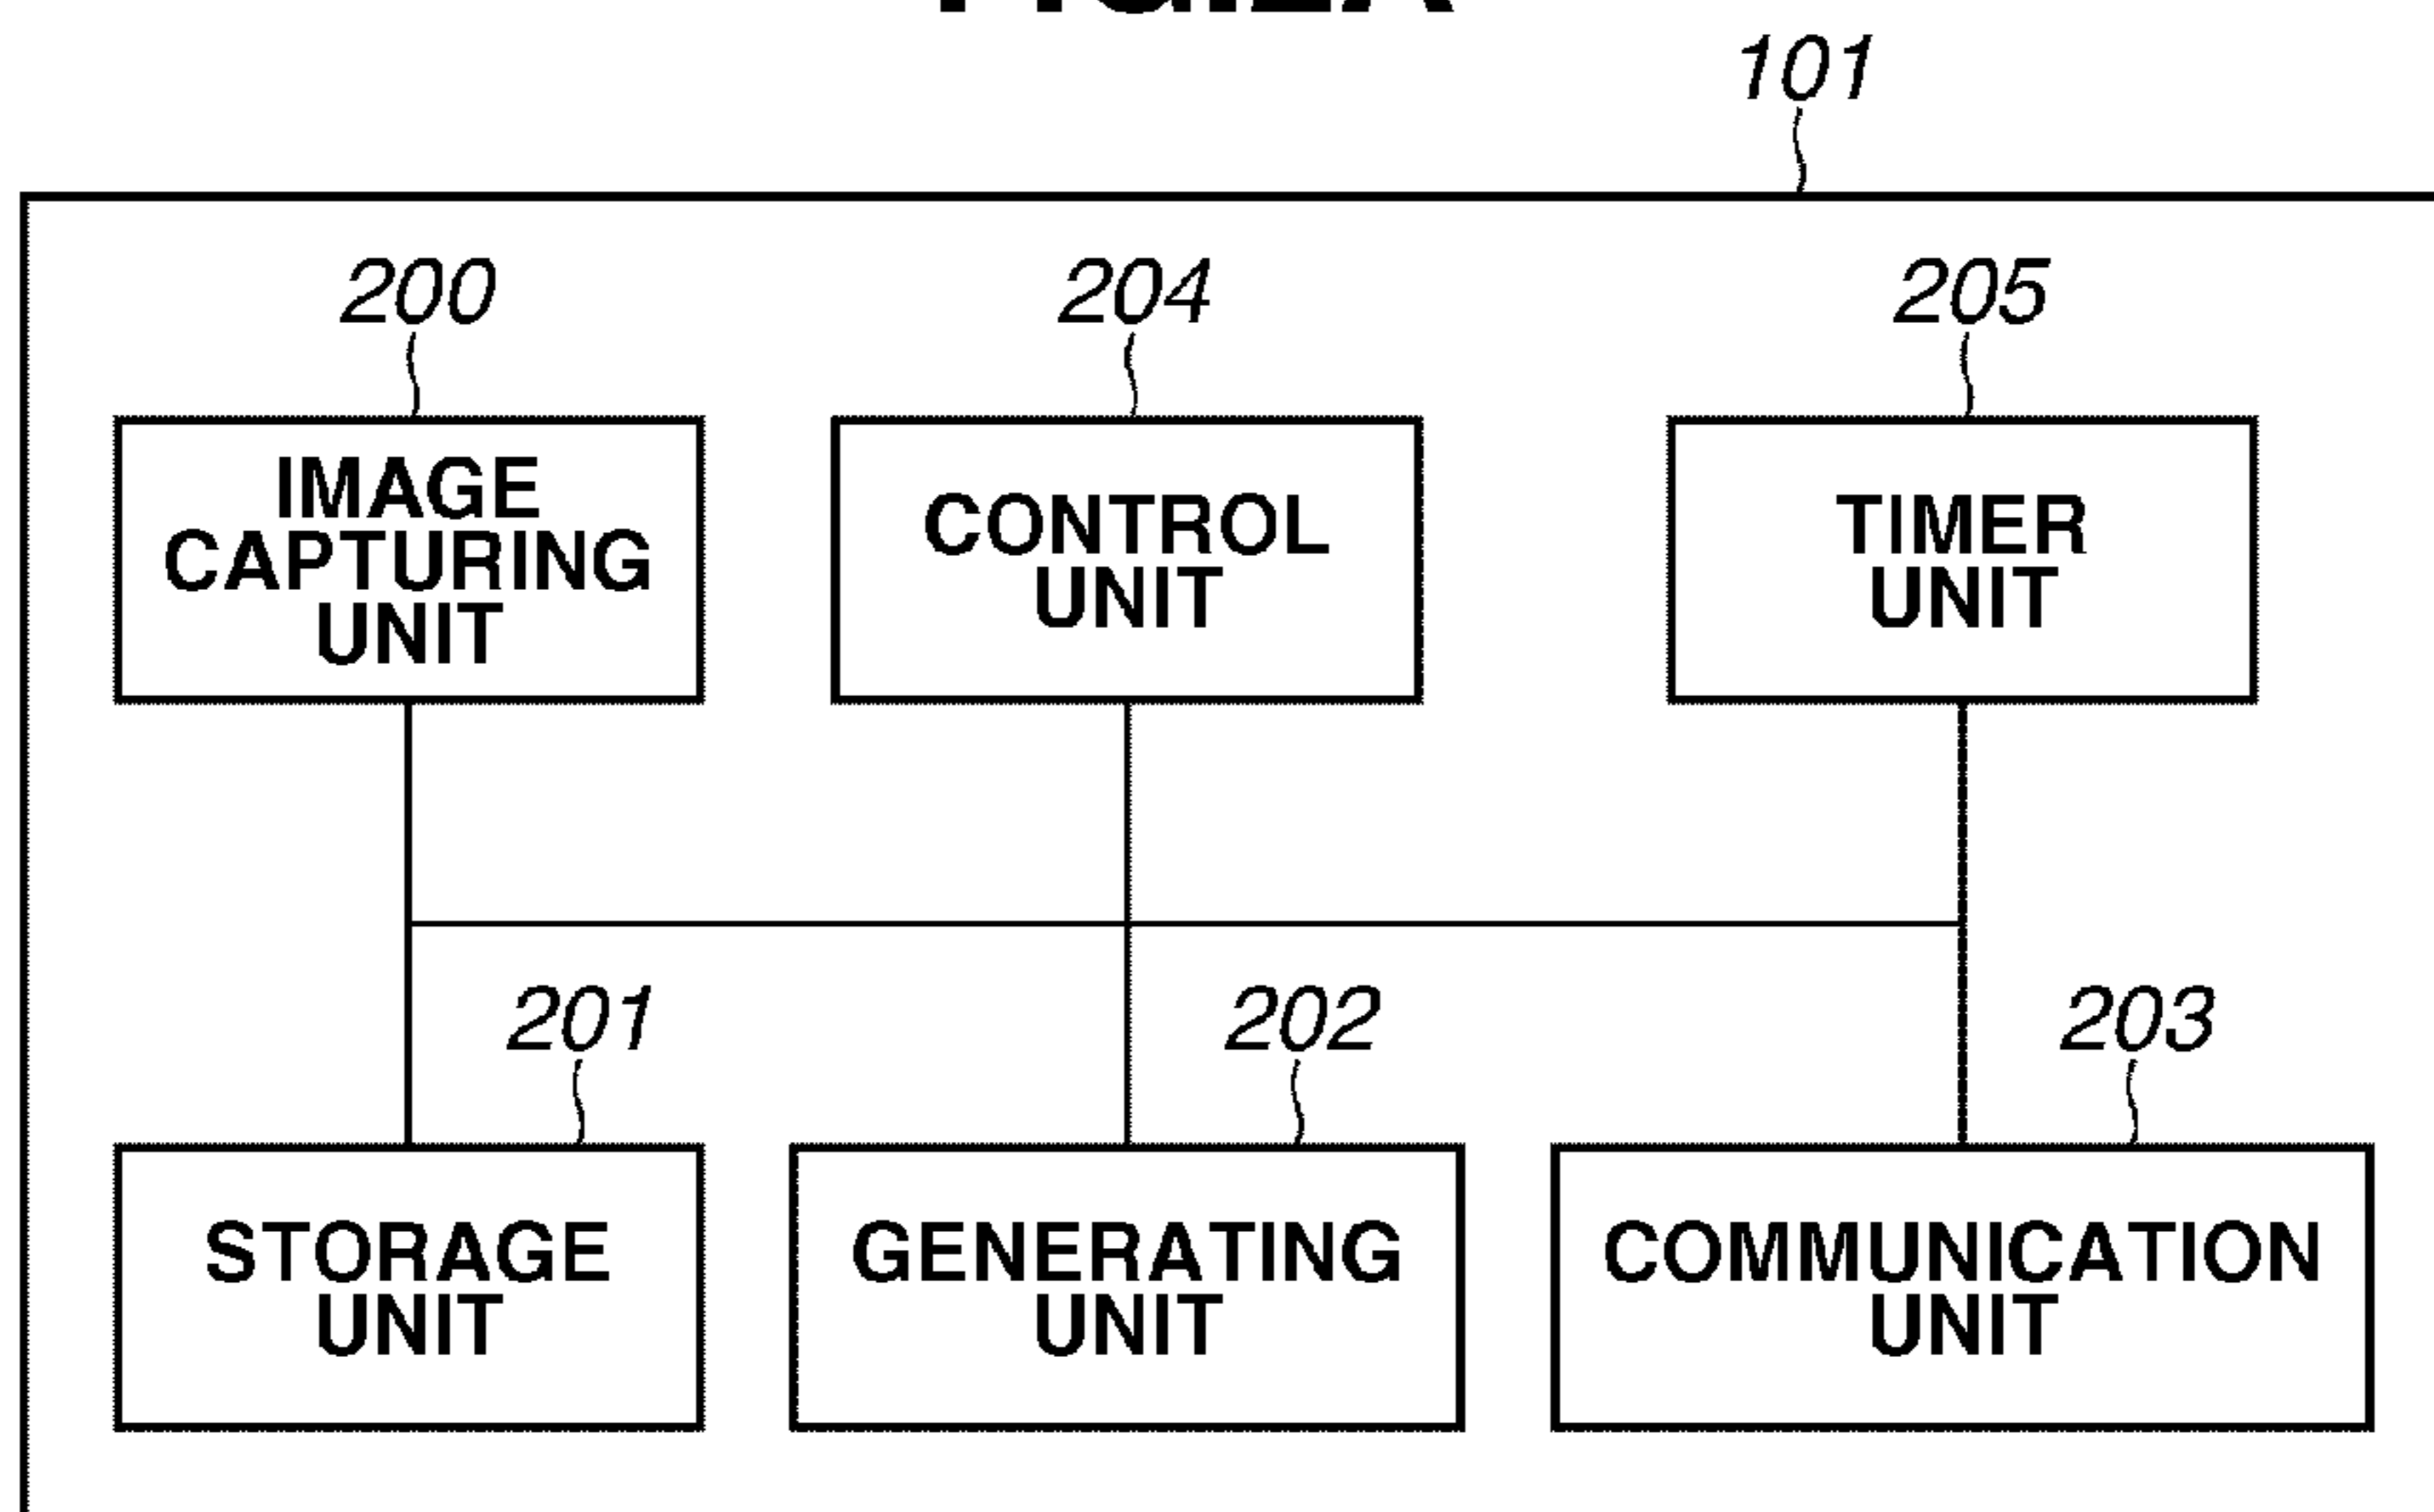 101
200
204
205
IMAGE
CAPTURING
UNIT
CONTROL
UNIT
TIMER
UNIT
201
202
203
STORAGE
UNIT
GENERATING
UNIT
COMMUNICATION
UNIT